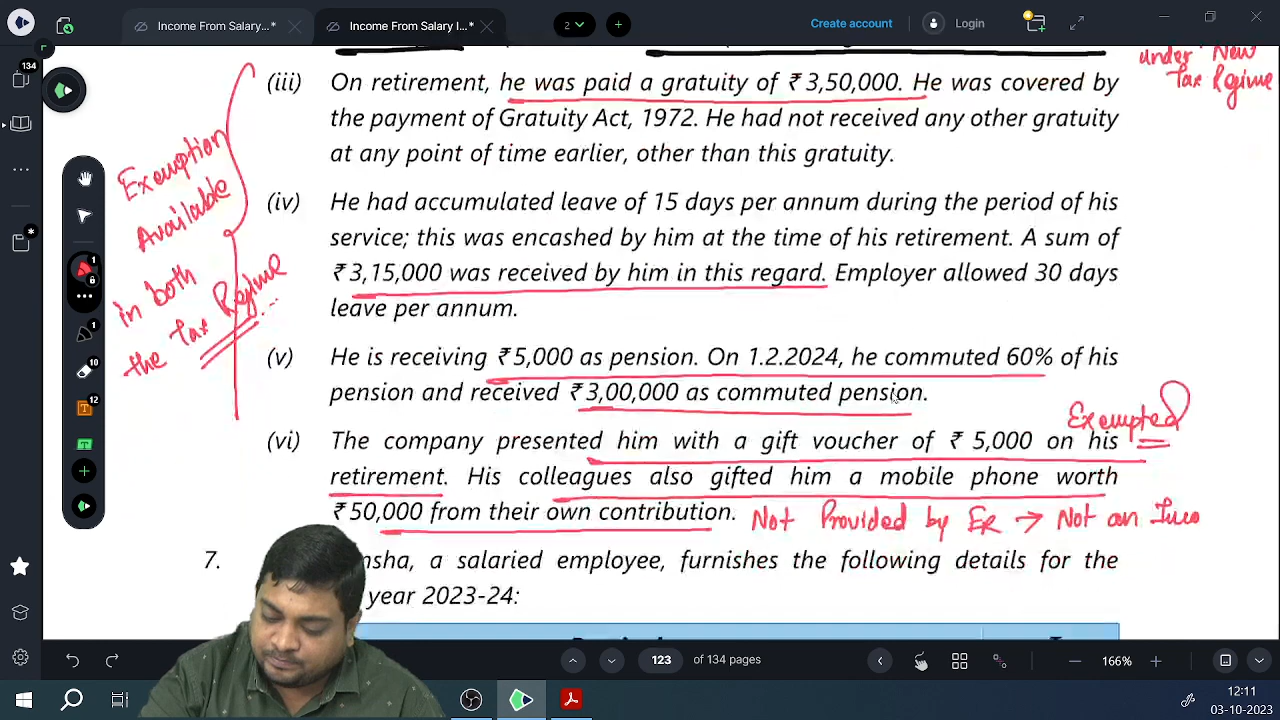 Income From Salary I...*
Income From Salary I...*
2
Create account
Login
134
under New
Tax Regime
(iii) On retirement, he was paid a gratuity of ₹ 3,50,000. He was covered by
the payment of Gratuity Act, 1972. He had not received any other gratuity
at any point of time earlier, other than this gratuity.
Exemption
Available
in both
the Tax Regime...
(iv) He had accumulated leave of 15 days per annum during the period of his
service; this was encashed by him at the time of his retirement. A sum of
₹ 3,15,000 was received by him in this regard. Employer allowed 30 days
leave per annum.
(v) He is receiving ₹ 5,000 as pension. On 1.2.2024, he commuted 60% of his
pension and received ₹ 3,00,000 as commuted pension.
Exempted
(vi) The company presented him with a gift voucher of ₹ 5,000 on his
retirement. His colleagues also gifted him a mobile phone worth
₹ 50,000 from their own contribution. Not Provided by Er → Not an Inco
7. nsha, a salaried employee, furnishes the following details for the
year 2023-24:
1
1
10
12
123 of 134 pages
166%
12:11
03-10-2023